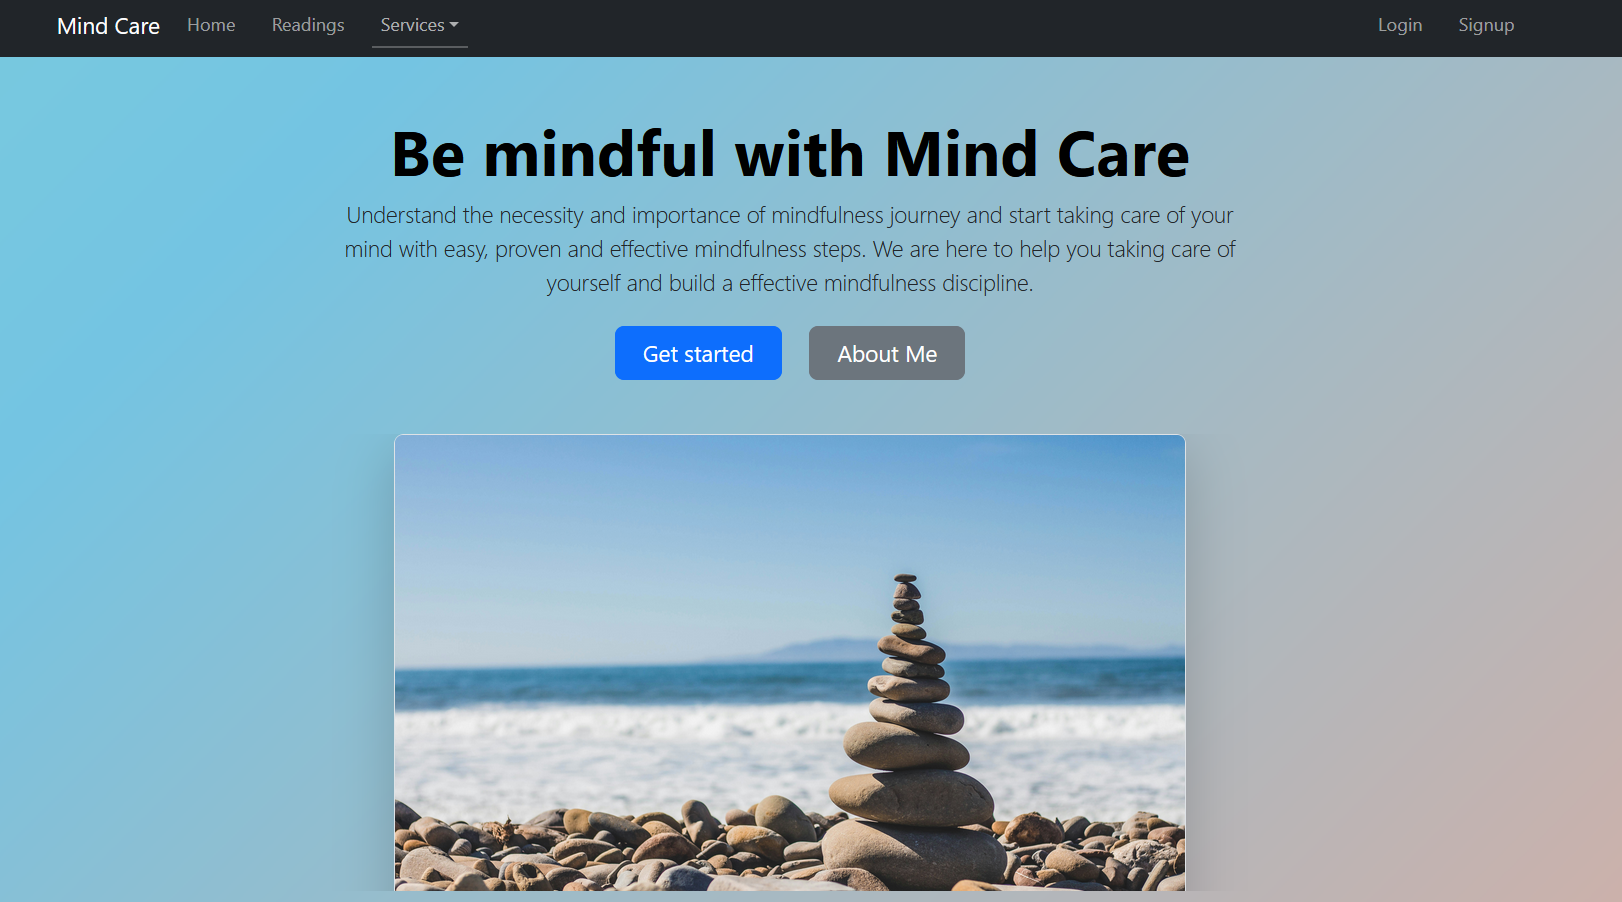 Mind Care Home Readings Services Login Signup
Be mindful with Mind Care
Understand the necessity and importance of mindfulness journey and start taking care of your
mind with easy, proven and effective mindfulness steps. We are here to help you taking care of
yourself and build a effective mindfulness discipline.
Get started About Me